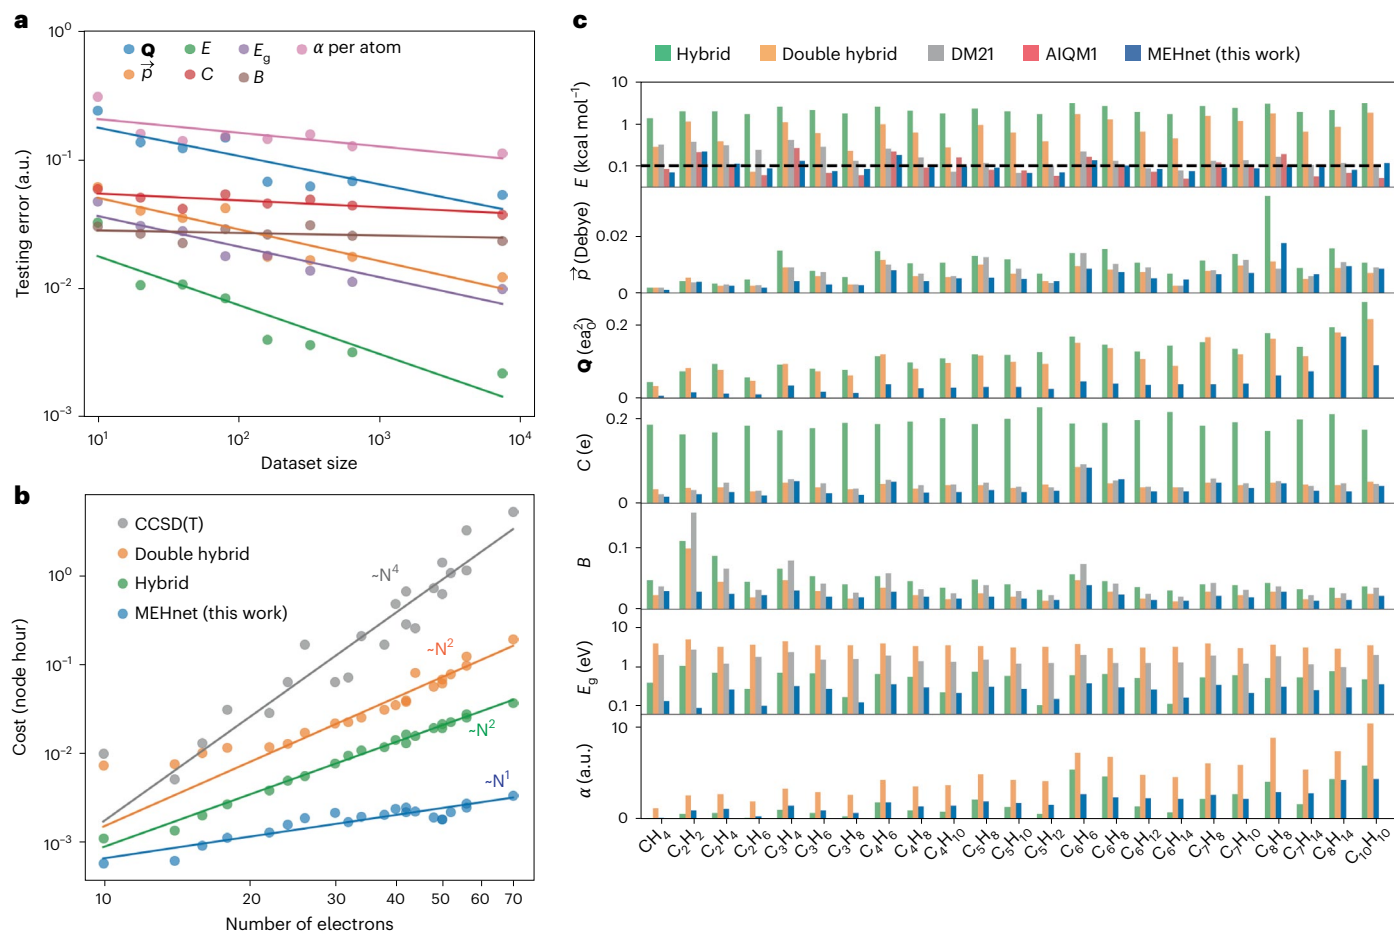 a
10⁰
10⁻¹
10⁻²
10⁻³
Testing error (a.u.)
Q
E
E_g
α per atom
p⃗
C
B
10¹
10²
10³
10⁴
Dataset size
b
CCSD(T)
Double hybrid
Hybrid
MEHnet (this work)
~N⁴
~N²
~N²
~N¹
10⁰
10⁻¹
10⁻²
10⁻³
Cost (node hour)
10
20
30
40
50
60
70
Number of electrons
c
Hybrid
Double hybrid
DM21
AIQM1
MEHnet (this work)
E (kcal mol⁻¹)
10
1
0.1
p⃗ (Debye)
0.02
0
Q (ea₀²)
0.2
0
C (e)
0.2
0
B
0.1
0
E_g (eV)
10
1
0.1
α (a.u.)
10
0
CH₄
C₂H₂
C₂H₄
C₂H₆
C₃H₄
C₃H₆
C₃H₈
C₄H₆
C₄H₈
C₄H₁₀
C₅H₈
C₅H₁₀
C₅H₁₂
C₆H₆
C₆H₈
C₆H₁₂
C₆H₁₄
C₇H₈
C₇H₁₀
C₈H₈
C₇H₁₄
C₈H₁₄
C₁₀H₁₀